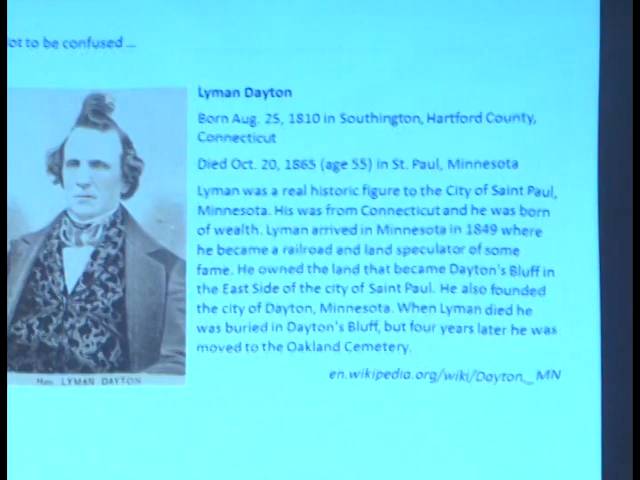 ot to be confused ...
Lyman Dayton
Born Aug. 25, 1810 in Southington, Hartford County,
Connecticut
Died Oct. 20, 1865 (age 55) in St. Paul, Minnesota
Lyman was a real historic figure to the City of Saint Paul,
Minnesota. His was from Connecticut and he was born
of wealth. Lyman arrived in Minnesota in 1849 where
he became a railroad and land speculator of some
fame. He owned the land that became Dayton's Bluff in
the East Side of the city of Saint Paul. He also founded
the city of Dayton, Minnesota. When Lyman died he
was buried in Dayton's Bluff, but four years later he was
moved to the Oakland Cemetery.
Hon. LYMAN DAYTON
en.wikipedia.org/wiki/Dayton,_MN